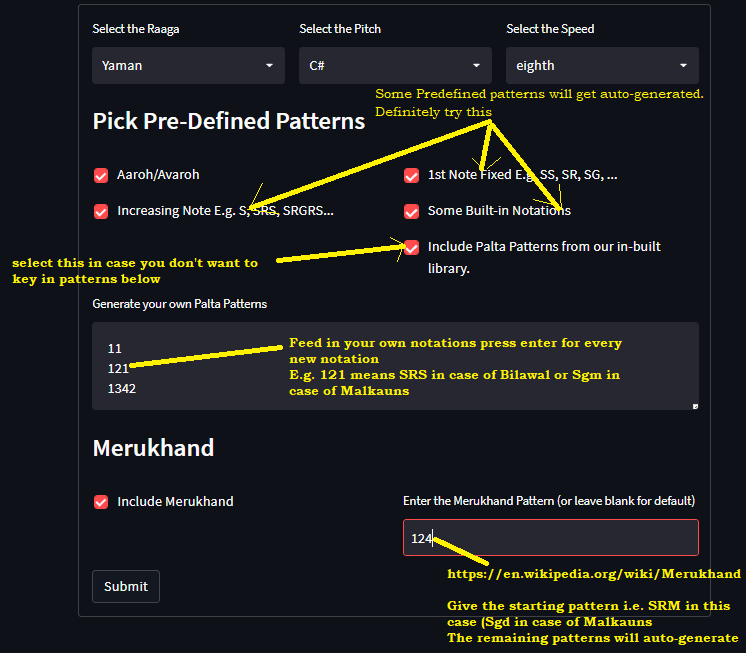 Select the Raaga
Select the Pitch
Select the Speed
Yaman
C#
eighth
Some Predefined patterns will get auto-generated.
Definitely try this
Pick Pre-Defined Patterns
Aaroh/Avaroh
1st Note Fixed E.g. SS, SR, SG, ...
Increasing Note E.g. S, SRS, SRGRS...
Some Built-in Notations
Include Palta Patterns from our in-built
library.
select this in case you don't want to
key in patterns below
Generate your own Palta Patterns
11
121
1342
Feed in your own notations press enter for every
new notation
E.g. 121 means SRS in case of Bilawal or Sgm in
case of Malkauns
Merukhand
Include Merukhand
Enter the Merukhand Pattern (or leave blank for default)
124
Submit
https://en.wikipedia.org/wiki/Merukhand
Give the starting pattern i.e. SRM in this
case (Sgd in case of Malkauns
The remaining patterns will auto-generate